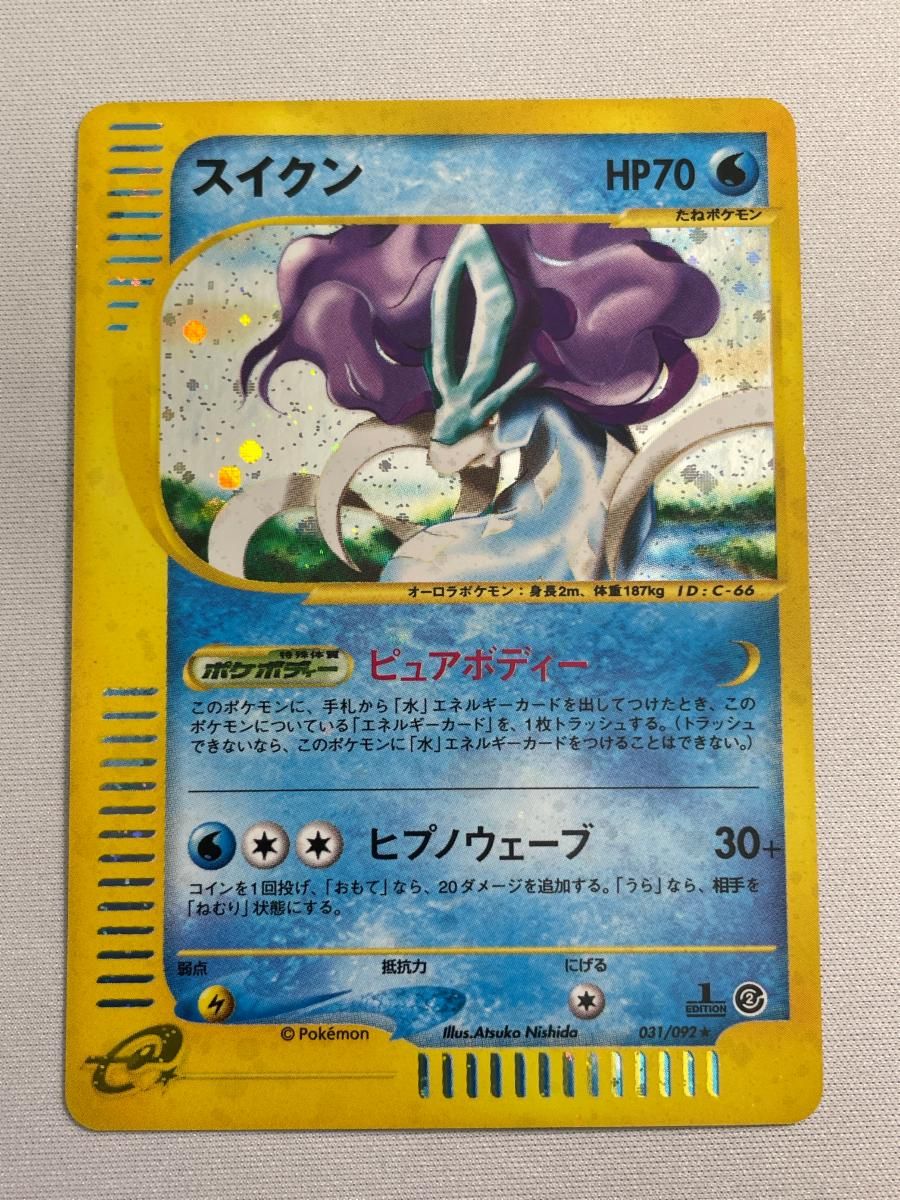 スイクン
HP70
たねポケモン
オーロラポケモン：身長2m、体重187kg ID:C-66
特殊体質
ポケボディー ピュアボディー
このポケモンに、手札から「水」エネルギーカードを出してつけたとき、この
ポケモンについている「エネルギーカード」を、1枚トラッシュする。（トラッシュ
できないなら、このポケモンに「水」エネルギーカードをつけることはできない。）
ヒプノウェーブ 30+
コインを1回投げ、「おもて」なら、20ダメージを追加する。「うら」なら、相手を
「ねむり」状態にする。
弱点 抵抗力 にげる
1
EDITION
2
©Pokémon Illus.Atsuko Nishida 031/092★
e